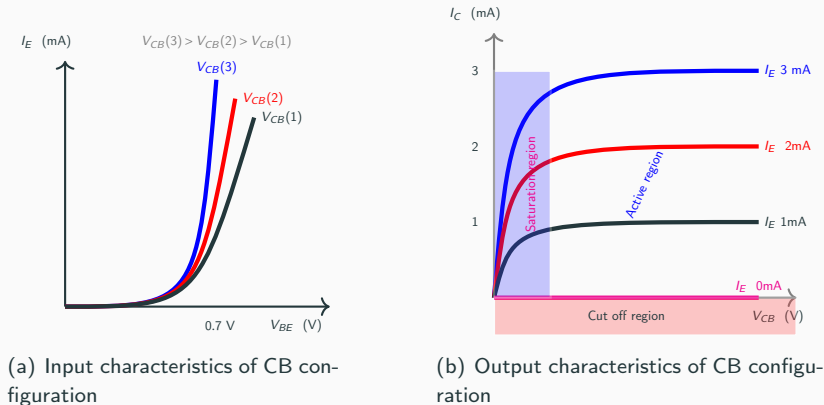 I_E (mA)
V_CB(3) > V_CB(2) > V_CB(1)
V_CB(3)
V_CB(2)
V_CB(1)
0.7 V
V_BE (V)
(a) Input characteristics of CB con-
figuration
I_C (mA)
3
2
1
I_E 3 mA
I_E 2mA
I_E 1mA
I_E 0mA
Saturation region
Active region
Cut off region
V_CB (V)
(b) Output characteristics of CB configu-
ration